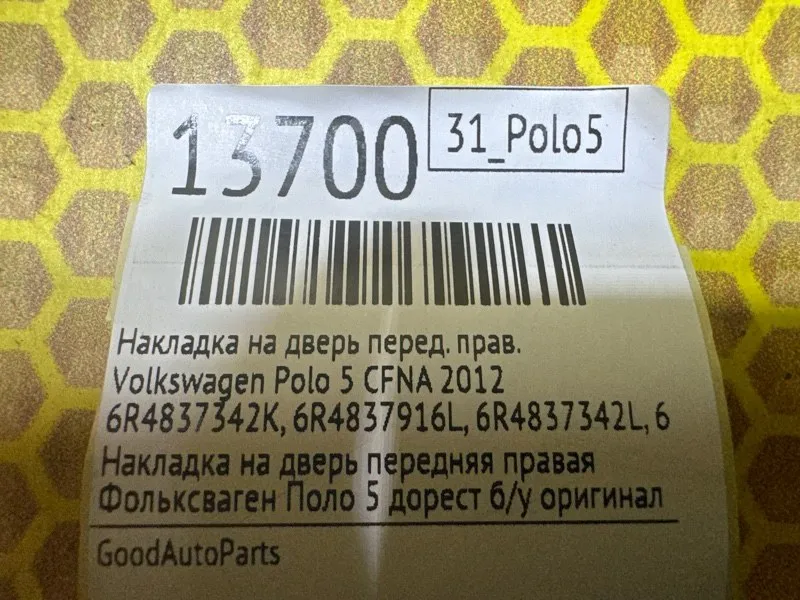 13700
31_Polo5
Накладка на дверь перед. прав.
Volkswagen Polo 5 CFNA 2012
6R4837342K, 6R4837916L, 6R4837342L, 6
Накладка на дверь передняя правая
Фольксваген Поло 5 дорест б/у оригинал
GoodAutoParts